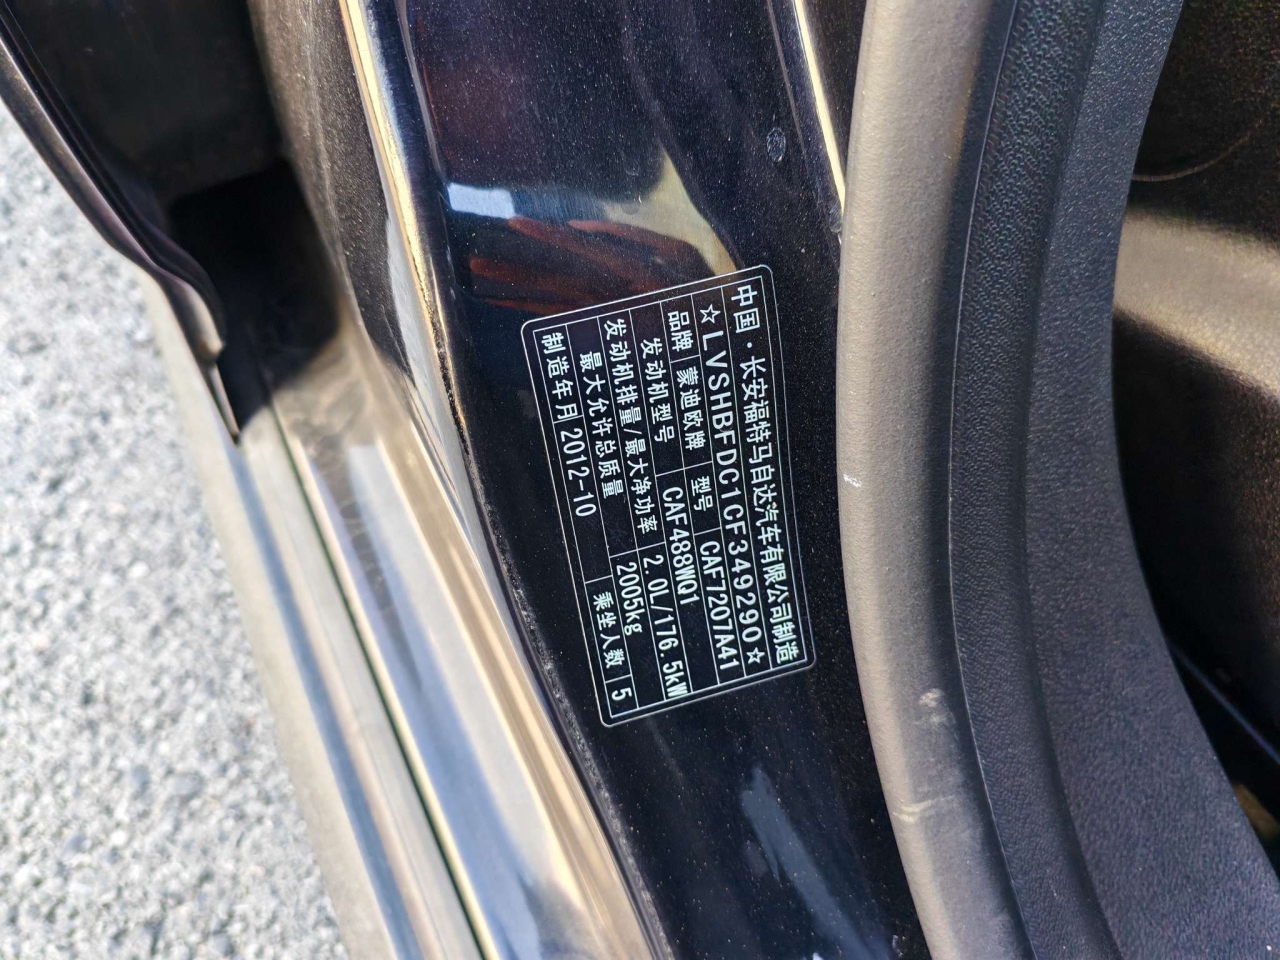 中国·长安福特马自达汽车有限公司制造
☆LVSHBFDC1CF349290☆
品牌 蒙迪欧牌 型号 CAF7207A41
发动机型号 CAF488WQ1
发动机排量/最大净功率 2.0L/176.5kW
最大允许总质量 2005kg
制造年月 2012-10 乘坐人数 5